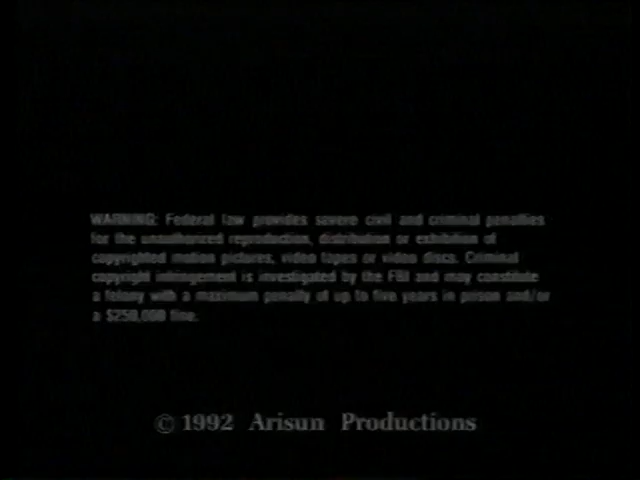 WARNING: Federal law provides severe civil and criminal penalties
for the unauthorized reproduction, distribution or exhibition of
copyrighted motion pictures, video tapes or video discs. Criminal
copyright infringement is investigated by the FBI and may constitute
a felony with a maximum penalty of up to five years in prison and/or
a $250,000 fine.
© 1992 Arisun Productions